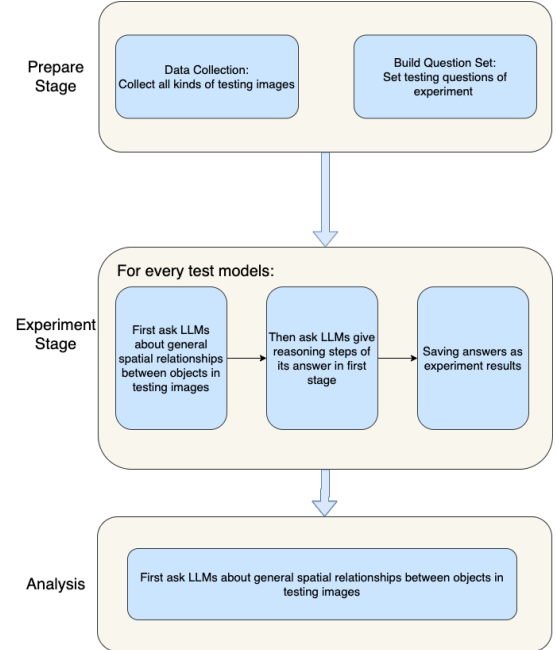 Prepare
Stage
Data Collection:
Collect all kinds of testing images
Build Question Set:
Set testing questions of
experiment
Experiment
Stage
For every test models:
First ask LLMs
about general
spatial relationships
between objects in
testing images
Then ask LLMs give
reasoning steps of
its answer in first
stage
Saving answers as
experiment results
Analysis
First ask LLMs about general spatial relationships between objects in
testing images